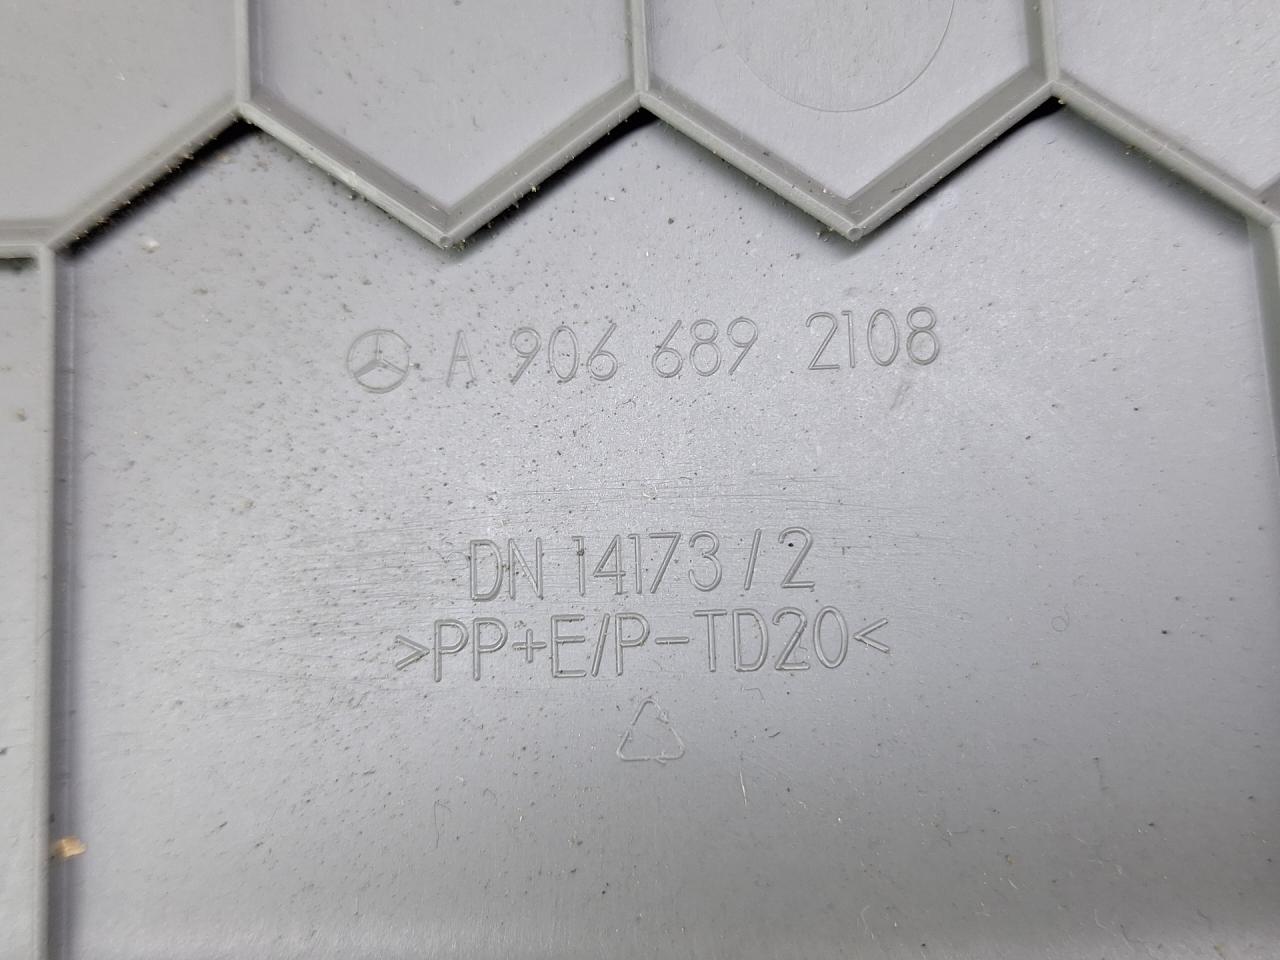 A 906 689 2108
DN 14173 / 2
>PP+E/P-TD20<